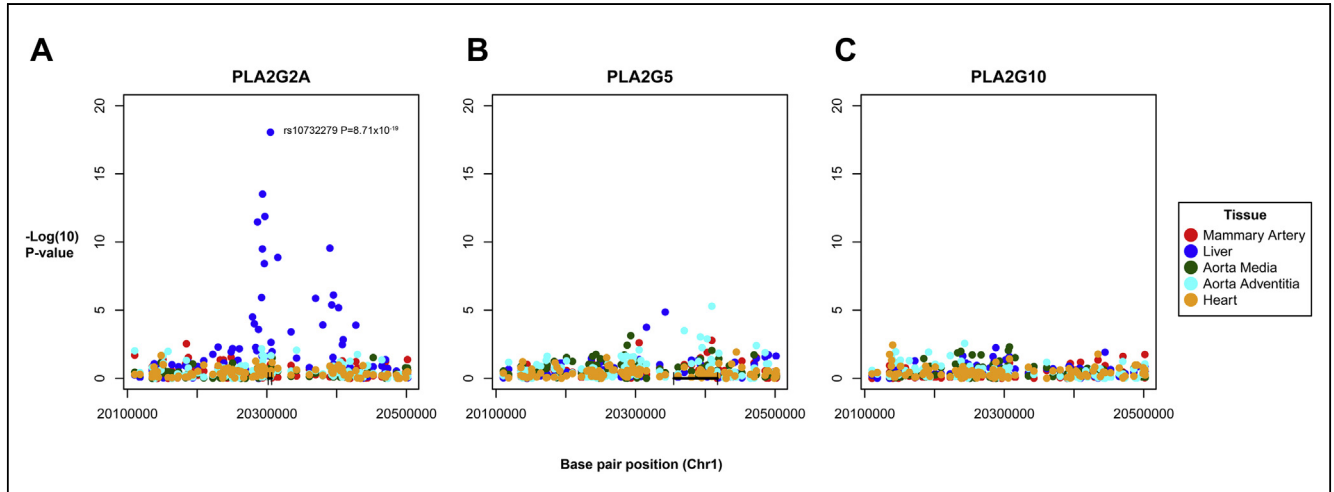 A
B
C
PLA2G2A
PLA2G5
PLA2G10
-Log(10)
P-value
20
15
10
5
0
rs10732279 P=8.71x10⁻¹⁹
20100000
20300000
20500000
20
15
10
5
0
20100000
20300000
20500000
20
15
10
5
0
20100000
20300000
20500000
Base pair position (Chr1)
Tissue
Mammary Artery
Liver
Aorta Media
Aorta Adventitia
Heart